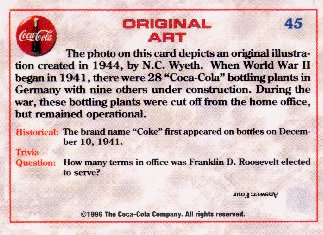 ORIGINAL
ART
45
Coca-Cola
The photo on this card depicts an original illustra-
tion created in 1944, by N.C. Wyeth. When World War II
began in 1941, there were 28 "Coca-Cola" bottling plants in
Germany with nine others under construction. During
the war, these bottling plants were cut off from the home office,
but remained operational.
Historical: The brand name "Coke" first appeared on bottles on Decem-
ber 10, 1941.
Trivia
Question: How many terms in office was Franklin D. Roosevelt elected
to serve?
Answer: Four
©1996 The Coca-Cola Company. All rights reserved.